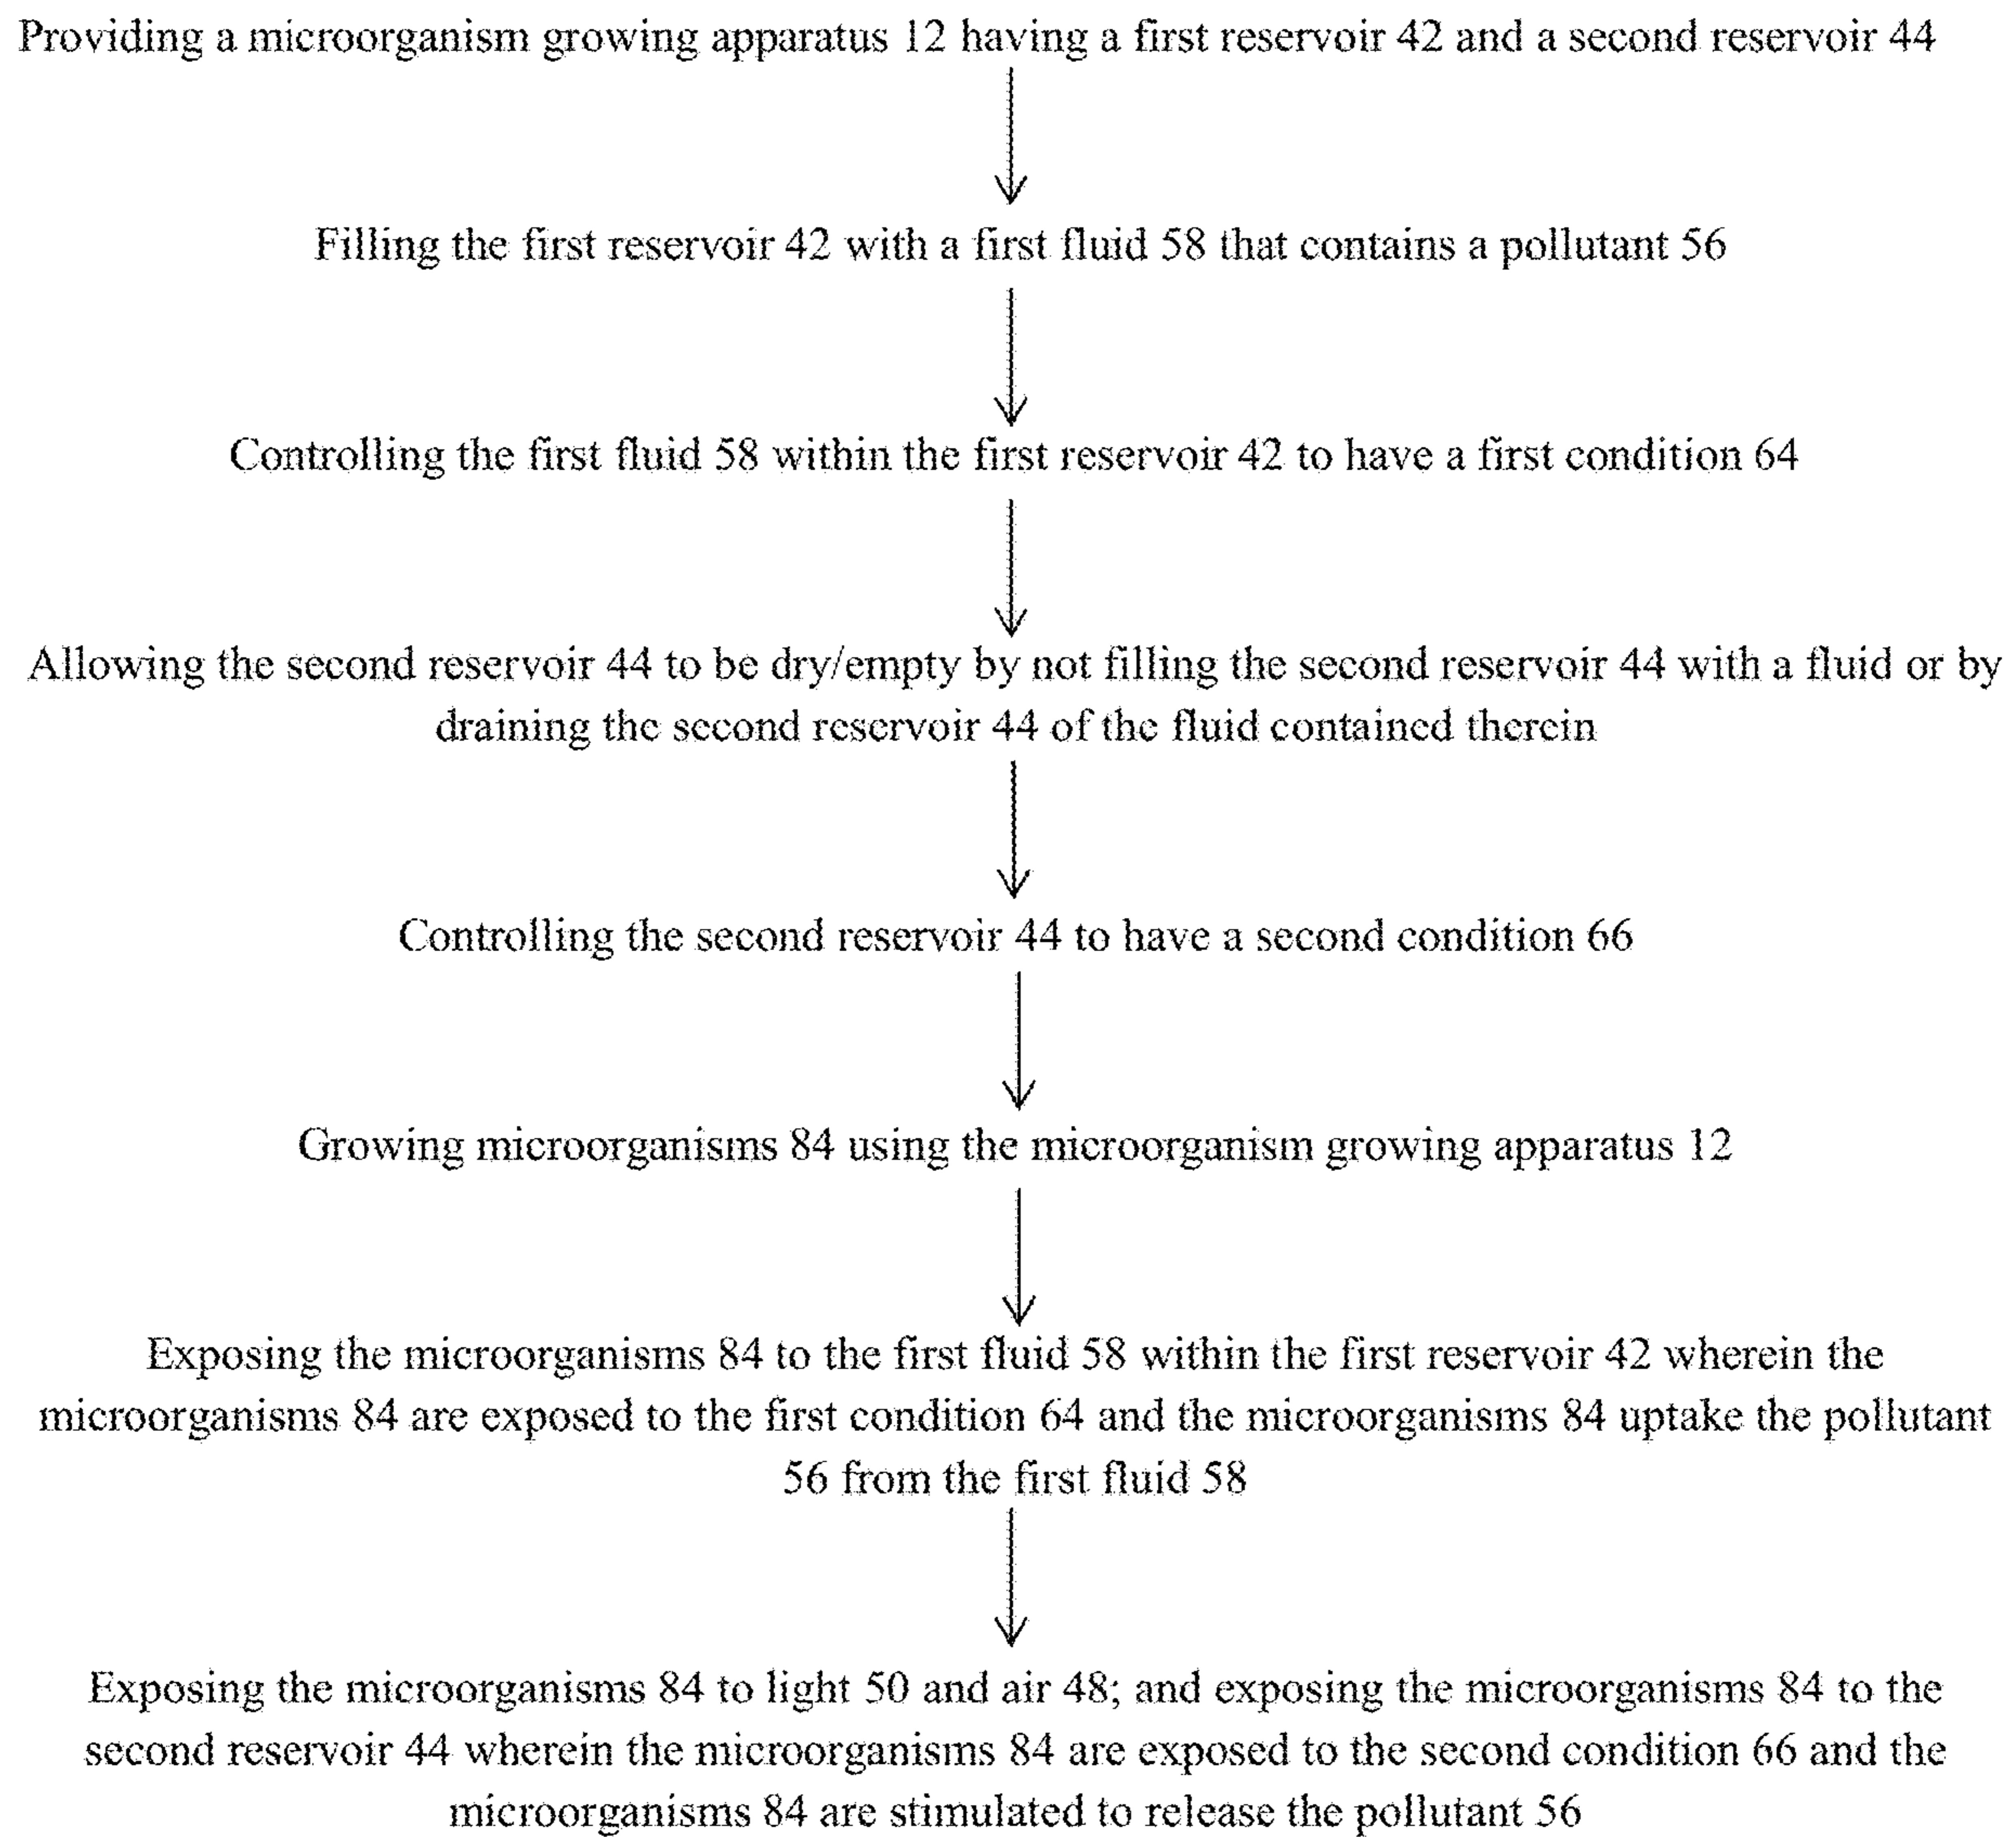 Providing a microorganism growing apparatus 12 having a first reservoir 42 and a second reservoir 44
Filling the first reservoir 42 with a first fluid 58 that contains a pollutant 56
Controlling the first fluid 58 within the first reservoir 42 to have a first condition 64
Allowing the second reservoir 44 to be dry/empty by not filling the second reservoir 44 with a fluid or by
draining the second reservoir 44 of the fluid contained therein
Controlling the second reservoir 44 to have a second condition 66
Growing microorganisms 84 using the microorganism growing apparatus 12
Exposing the microorganisms 84 to the first fluid 58 within the first reservoir 42 wherein the
microorganisms 84 are exposed to the first condition 64 and the microorganisms 84 uptake the pollutant
56 from the first fluid 58
Exposing the microorganisms 84 to light 50 and air 48; and exposing the microorganisms 84 to the
second reservoir 44 wherein the microorganisms 84 are exposed to the second condition 66 and the
microorganisms 84 are stimulated to release the pollutant 56